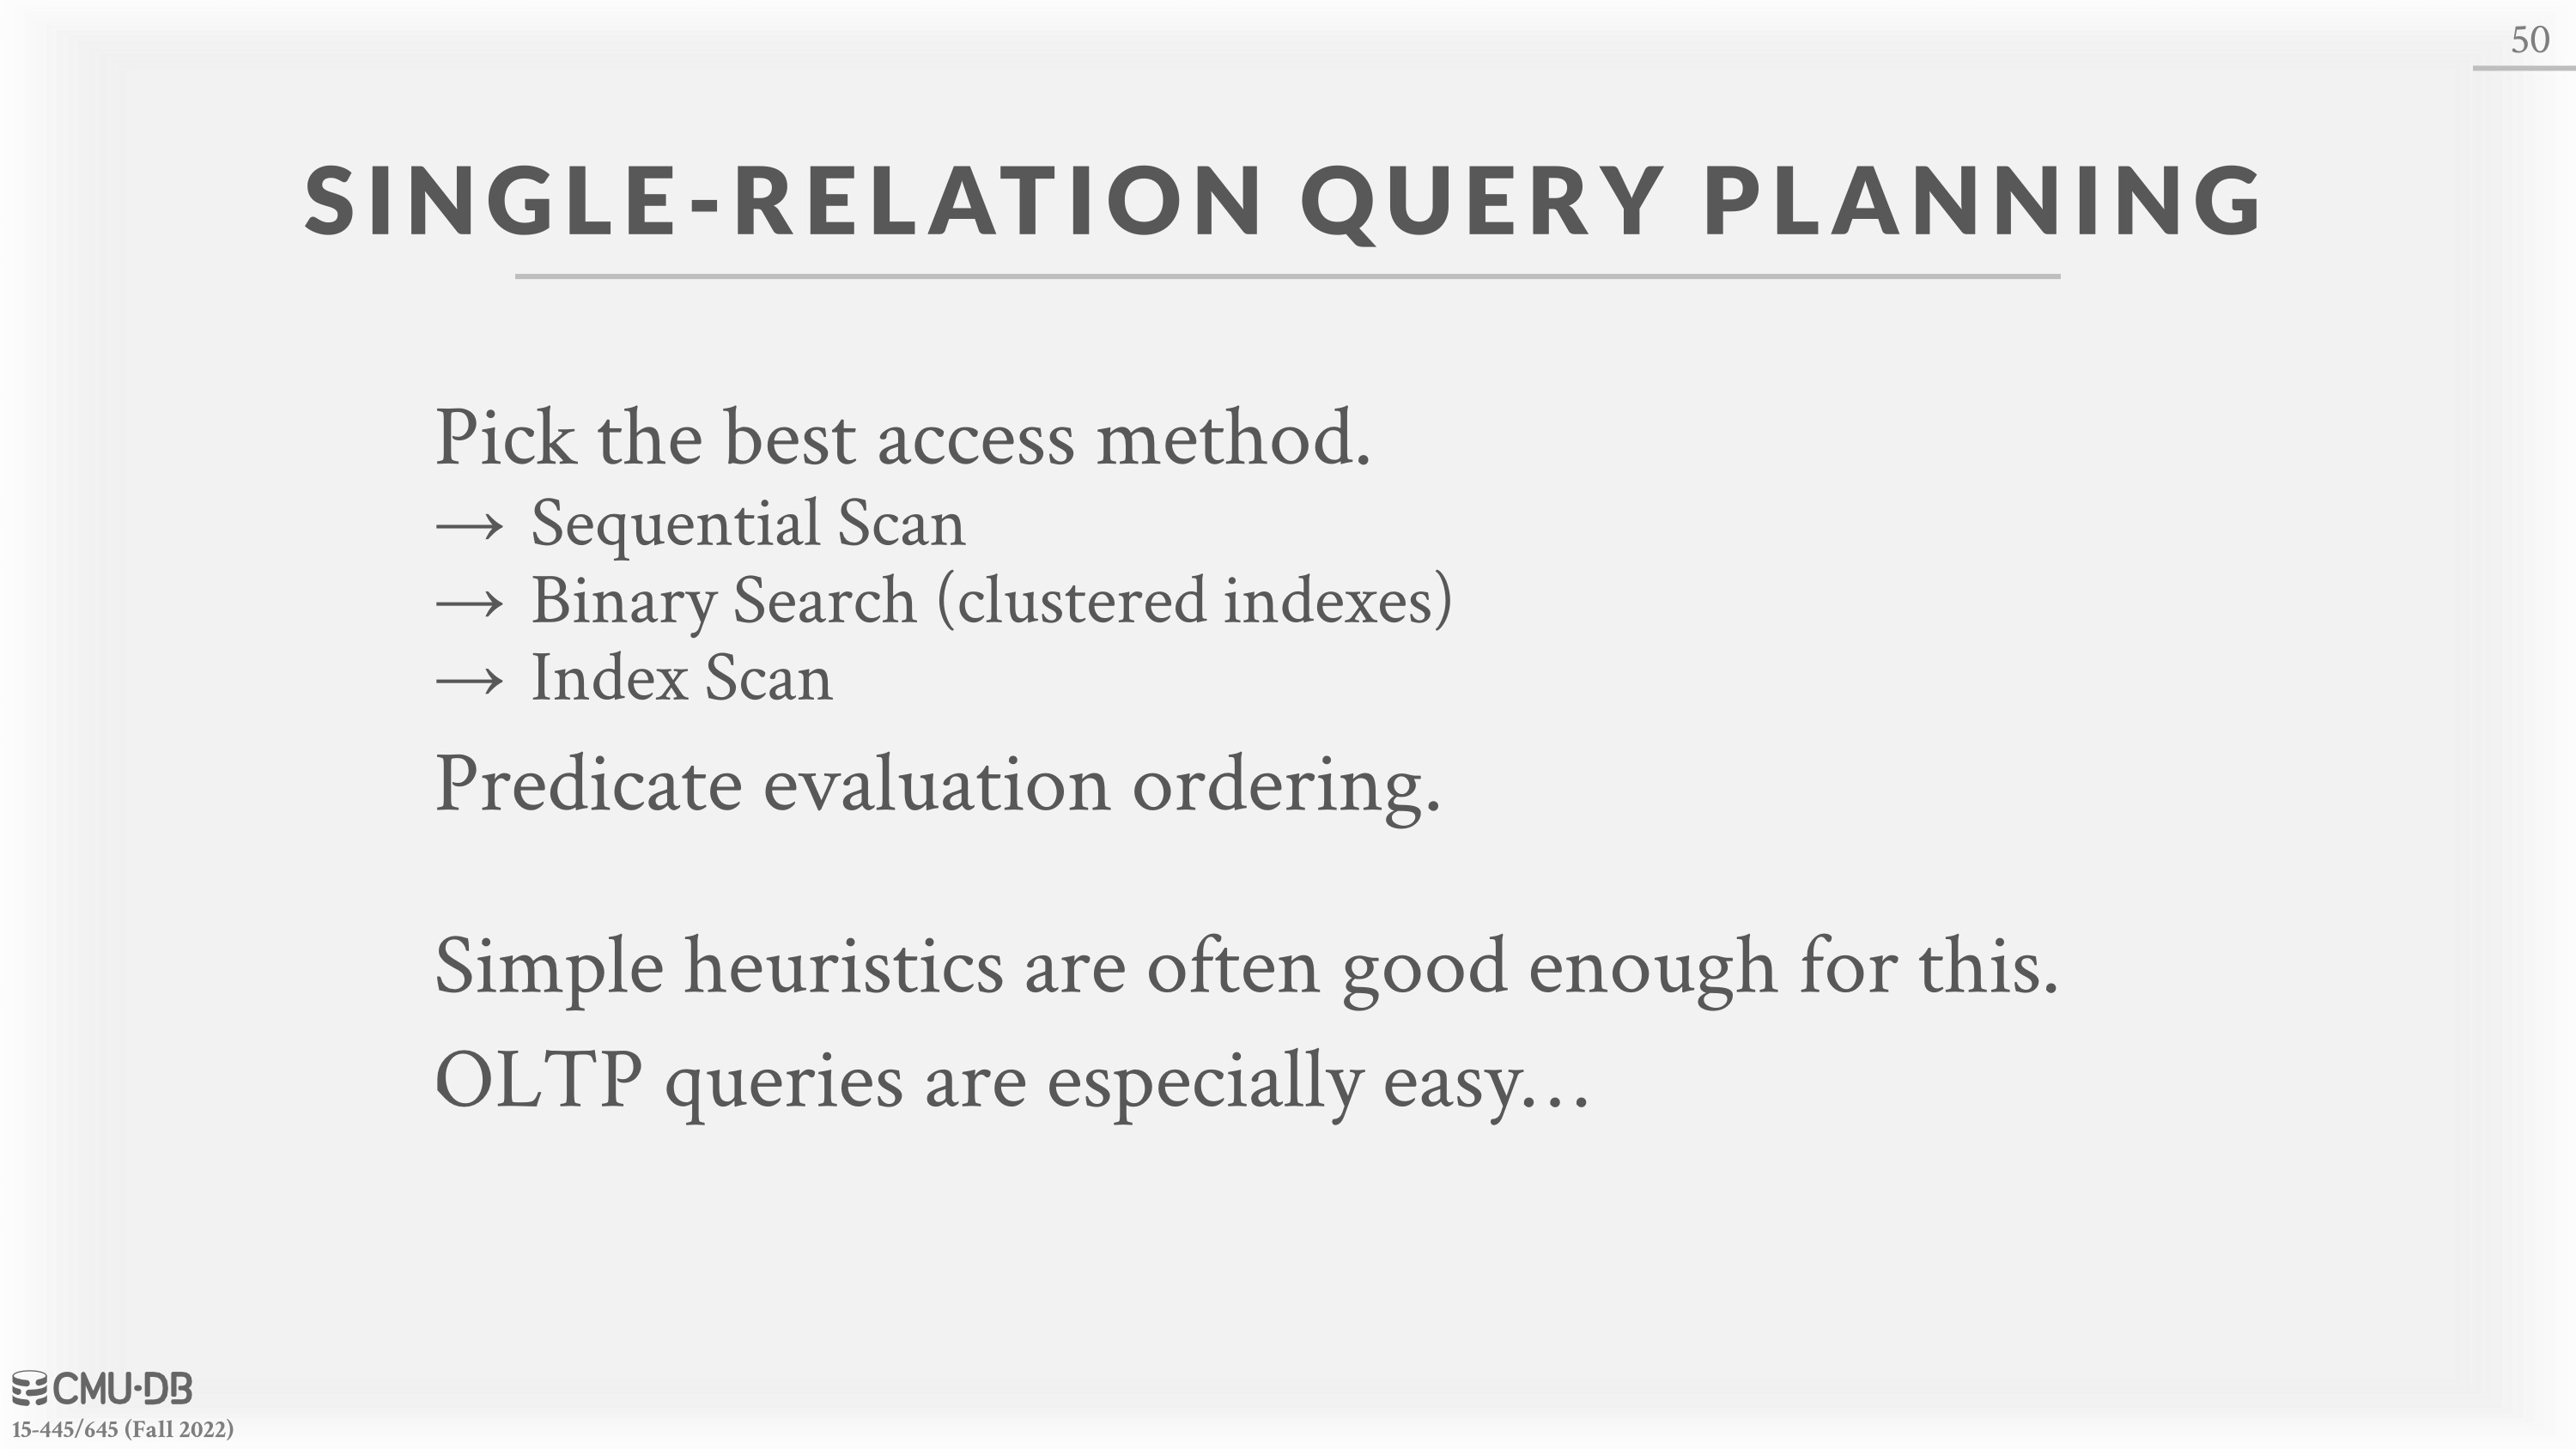 50
SINGLE-RELATION QUERY PLANNING
Pick the best access method.
→ Sequential Scan
→ Binary Search (clustered indexes)
→ Index Scan
Predicate evaluation ordering.
Simple heuristics are often good enough for this.
OLTP queries are especially easy…
CMU·DB
15-445/645 (Fall 2022)